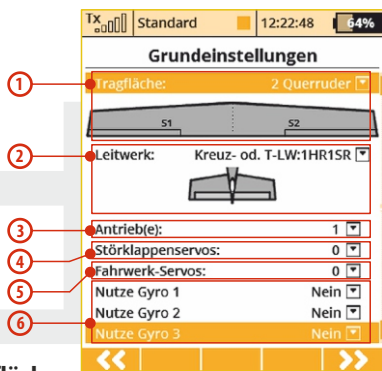 Tx Standard 12:22:48 64%
Grundeinstellungen
1 Tragfläche: 2 Querruder
S1 S2
2 Leitwerk: Kreuz- od. T-LW:1HR1SR
3 Antrieb(e): 1
4 Störklappenservos: 0
5 Fahrwerk-Servos: 0
Nutze Gyro 1 Nein
6 Nutze Gyro 2 Nein
Nutze Gyro 3 Nein
<< >>